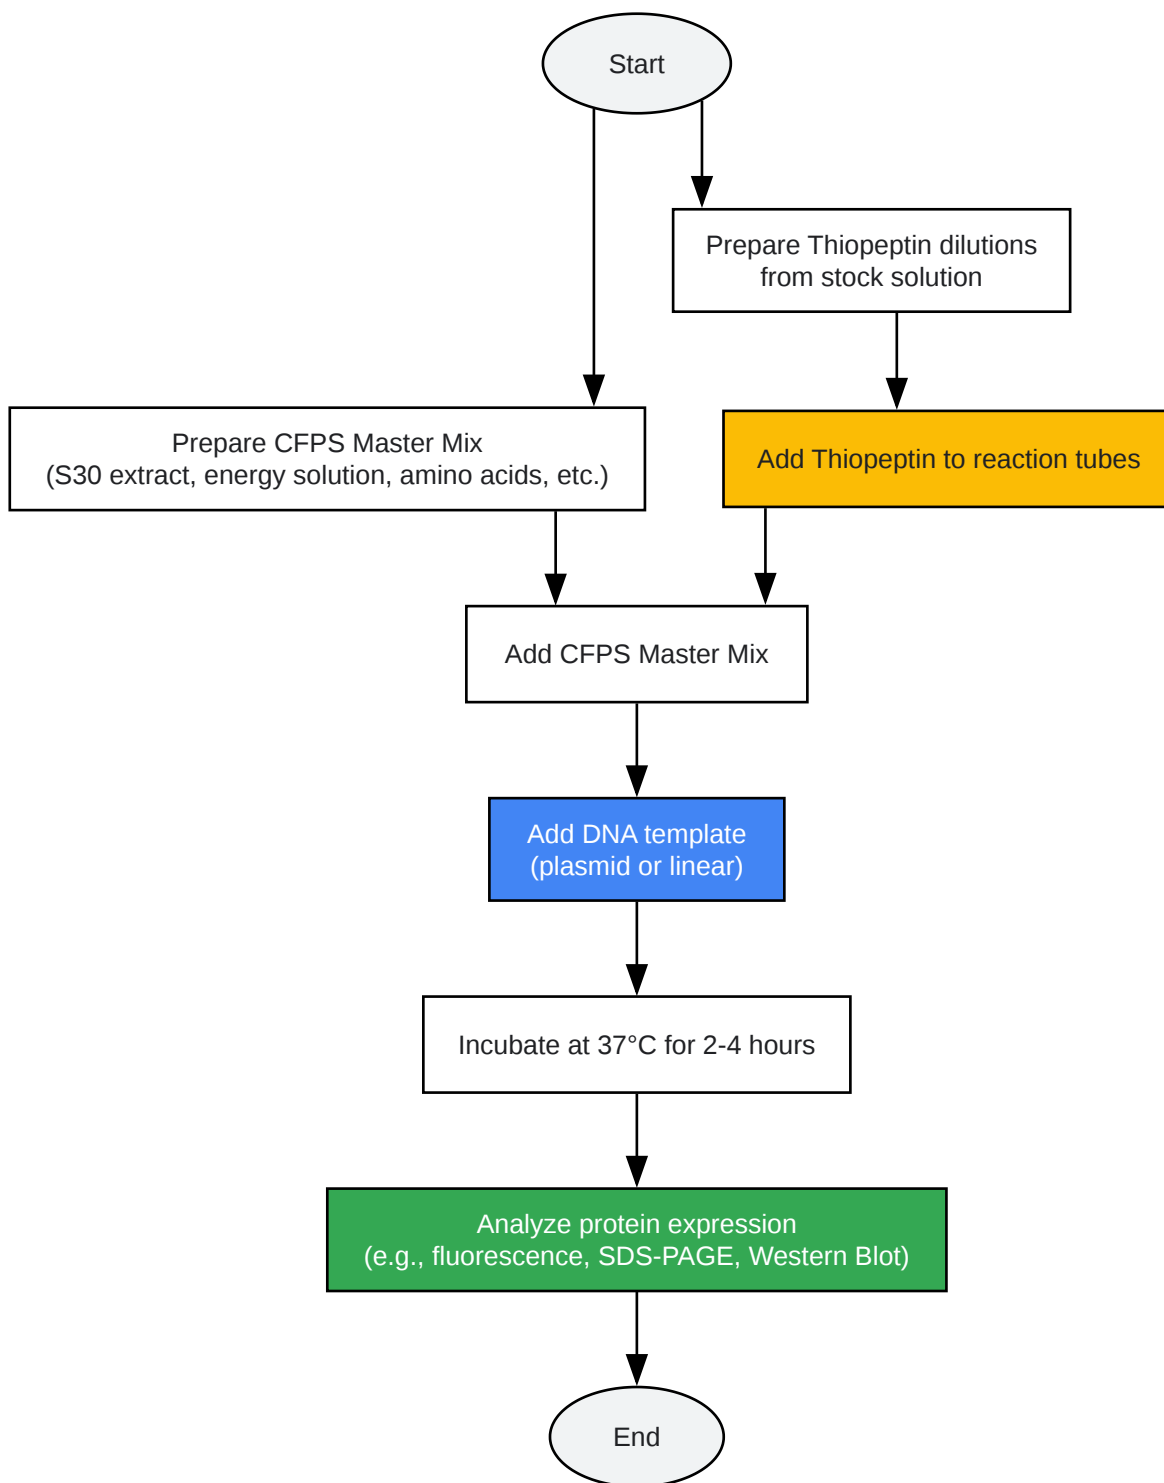 Start
Prepare Thiopeptin dilutions
from stock solution
Prepare CFPS Master Mix
(S30 extract, energy solution, amino acids, etc.)
Add Thiopeptin to reaction tubes
Add CFPS Master Mix
Add DNA template
(plasmid or linear)
Incubate at 37°C for 2-4 hours
Analyze protein expression
(e.g., fluorescence, SDS-PAGE, Western Blot)
End